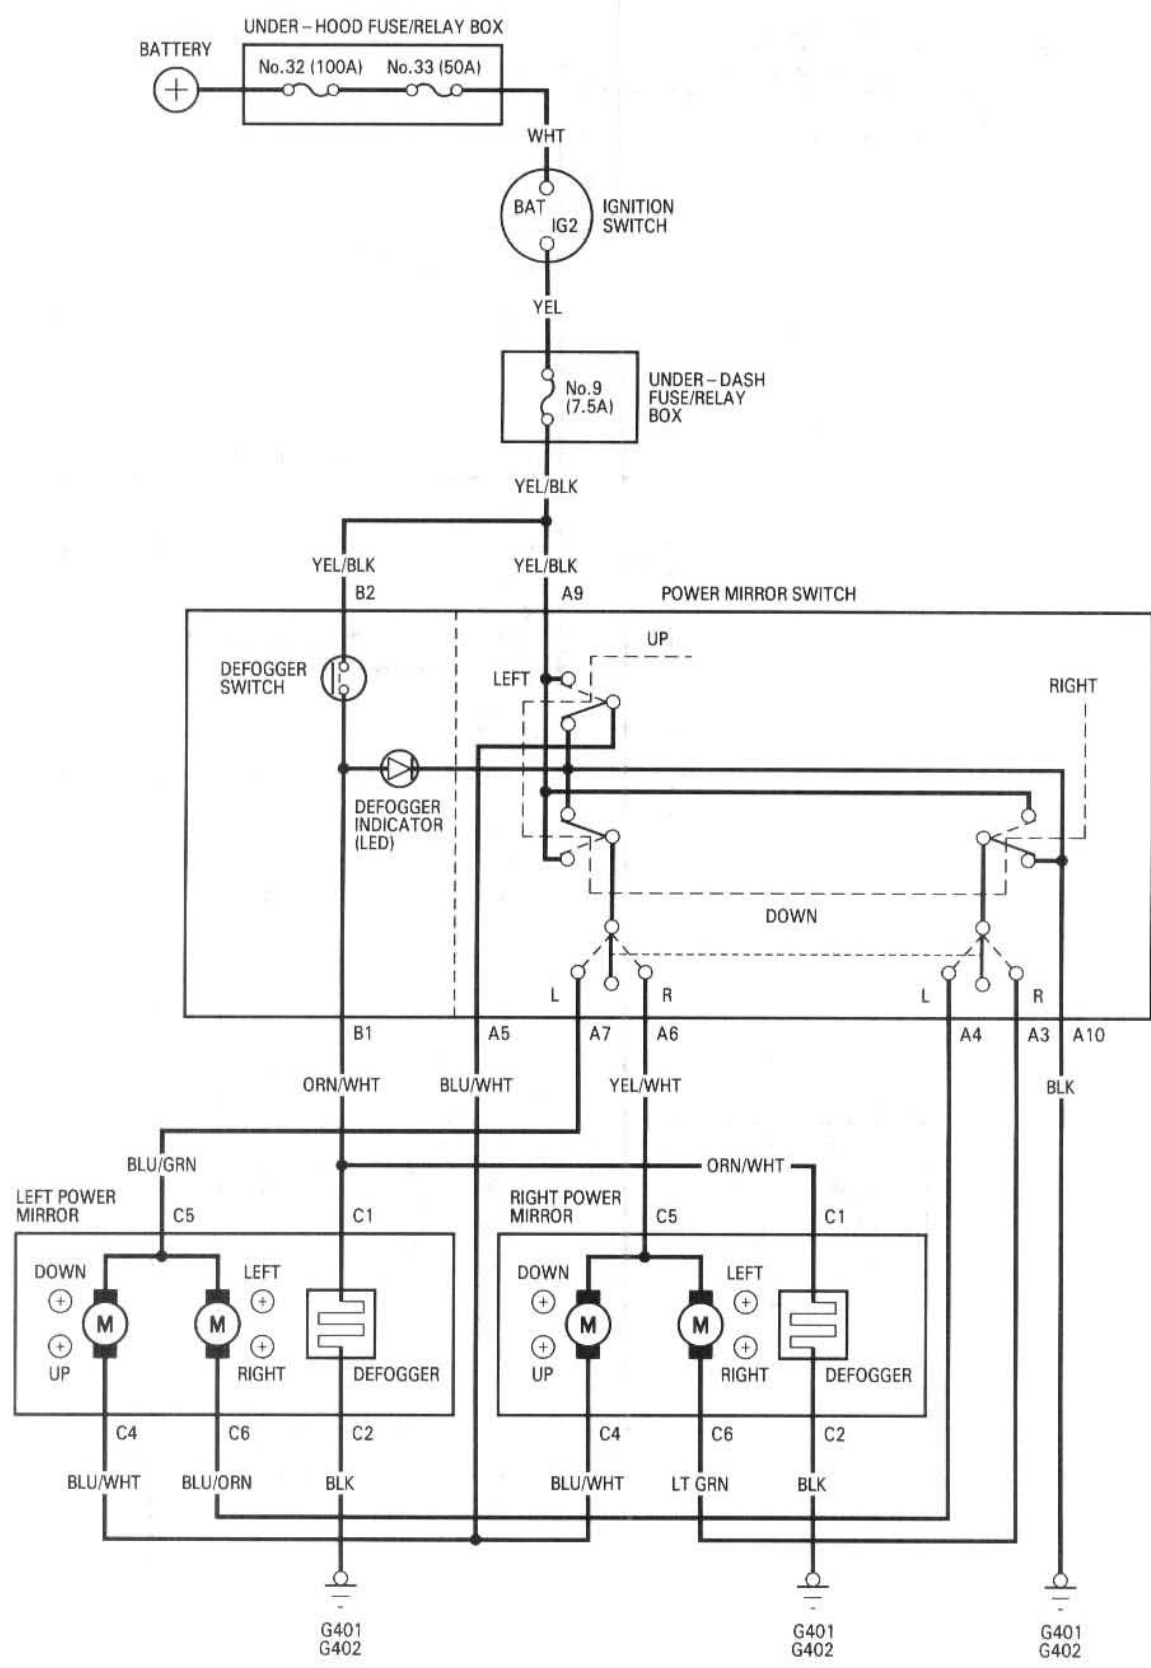 UNDER-HOOD FUSE/RELAY BOX
BATTERY
No.32 (100A) No.33 (50A)
+
WHT
BAT
IG2
IGNITION
SWITCH
YEL
No.9
(7.5A)
UNDER-DASH
FUSE/RELAY
BOX
YEL/BLK
YEL/BLK
YEL/BLK
B2
A9
POWER MIRROR SWITCH
UP
DEFOGGER
SWITCH
LEFT
RIGHT
DEFOGGER
INDICATOR
(LED)
DOWN
L
R
L
R
B1
A5
A7
A6
A4
A3
A10
ORN/WHT
BLU/WHT
YEL/WHT
BLK
BLU/GRN
ORN/WHT
LEFT POWER
MIRROR
C5
C1
RIGHT POWER
MIRROR
C5
C1
DOWN
LEFT
DOWN
LEFT
+
+
+
+
M
M
M
M
+
+
+
+
UP
RIGHT
DEFOGGER
UP
RIGHT
DEFOGGER
C4
C6
C2
C4
C6
C2
BLU/WHT
BLU/ORN
BLK
BLU/WHT
LT GRN
BLK
G401
G402
G401
G402
G401
G402